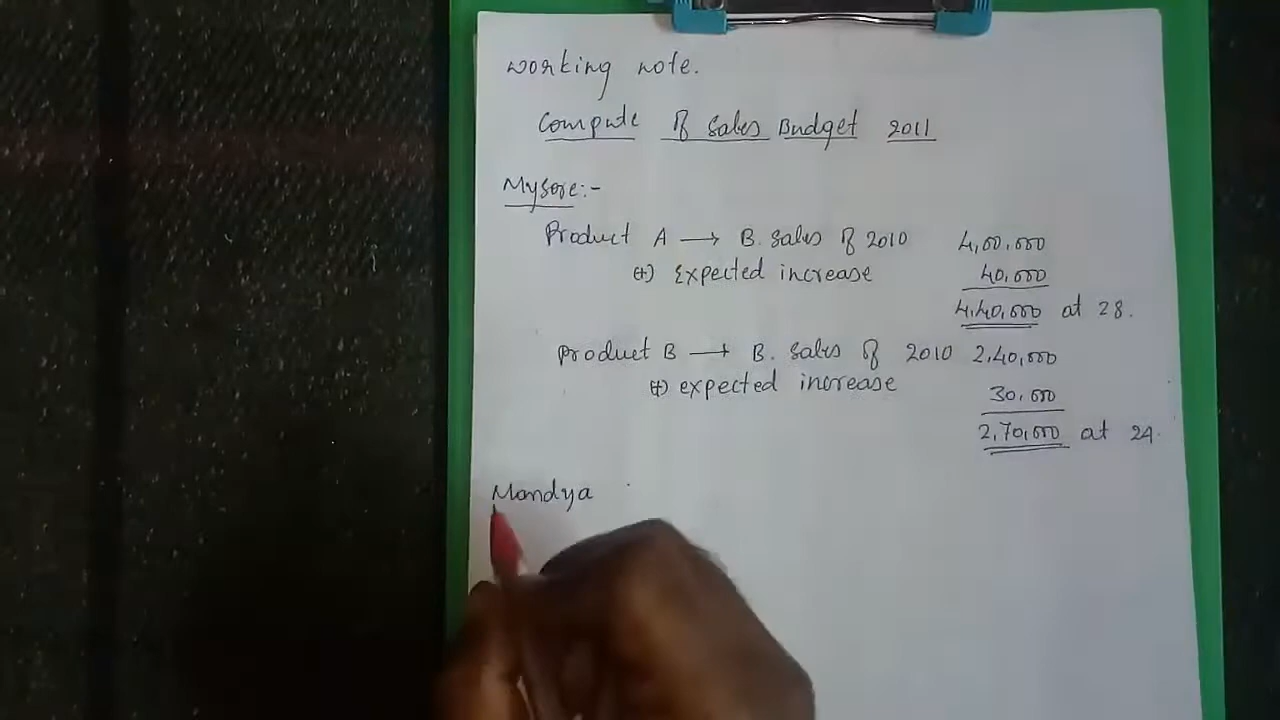 working note.
Compute of sales Budget 2011
Mysore:-
Product A → B. sales of 2010 4,00,000
(+) Expected increase 40,000
4,40,000 at 28.
Product B → B. sales of 2010 2,40,000
(+) expected increase
30,000
2,70,000 at 24.
Mandya